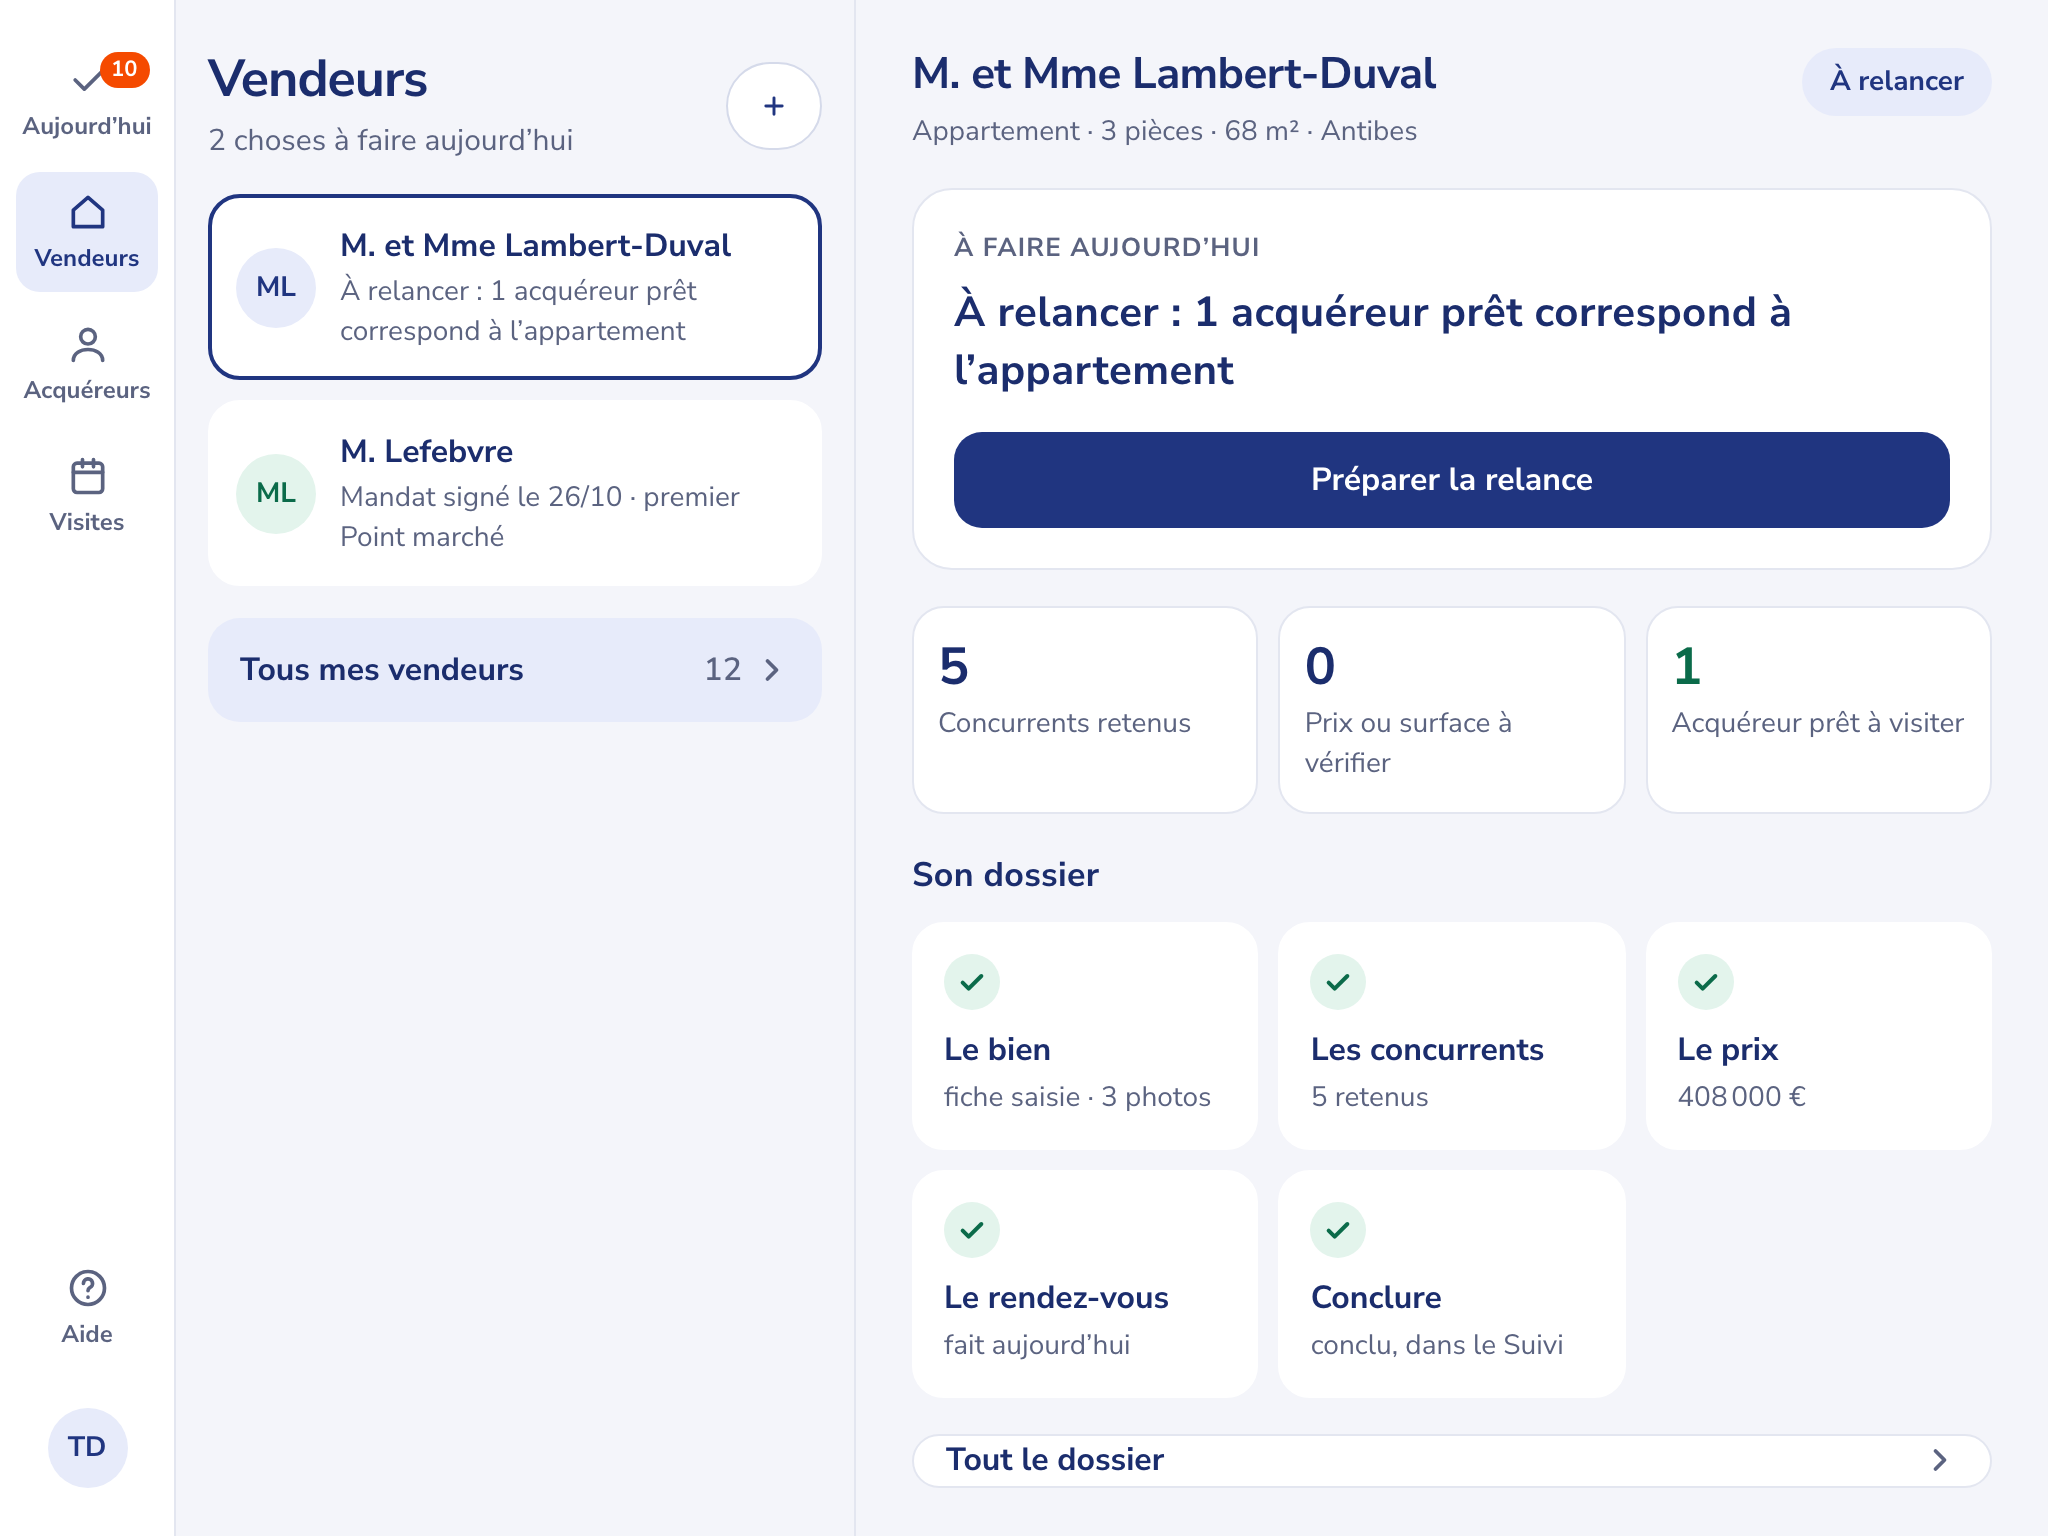 10
Aujourd’hui
Vendeurs
Acquéreurs
Visites
Aide
TD
Vendeurs
2 choses à faire aujourd’hui
+
ML
M. et Mme Lambert-Duval
À relancer : 1 acquéreur prêt
correspond à l’appartement
ML
M. Lefebvre
Mandat signé le 26/10 · premier
Point marché
Tous mes vendeurs
12
M. et Mme Lambert-Duval
Appartement · 3 pièces · 68 m² · Antibes
À relancer
À FAIRE AUJOURD’HUI
À relancer : 1 acquéreur prêt correspond à
l’appartement
Préparer la relance
5
Concurrents retenus
0
Prix ou surface à
vérifier
1
Acquéreur prêt à visiter
Son dossier
Le bien
fiche saisie · 3 photos
Les concurrents
5 retenus
Le prix
408 000 €
Le rendez-vous
fait aujourd’hui
Conclure
conclu, dans le Suivi
Tout le dossier